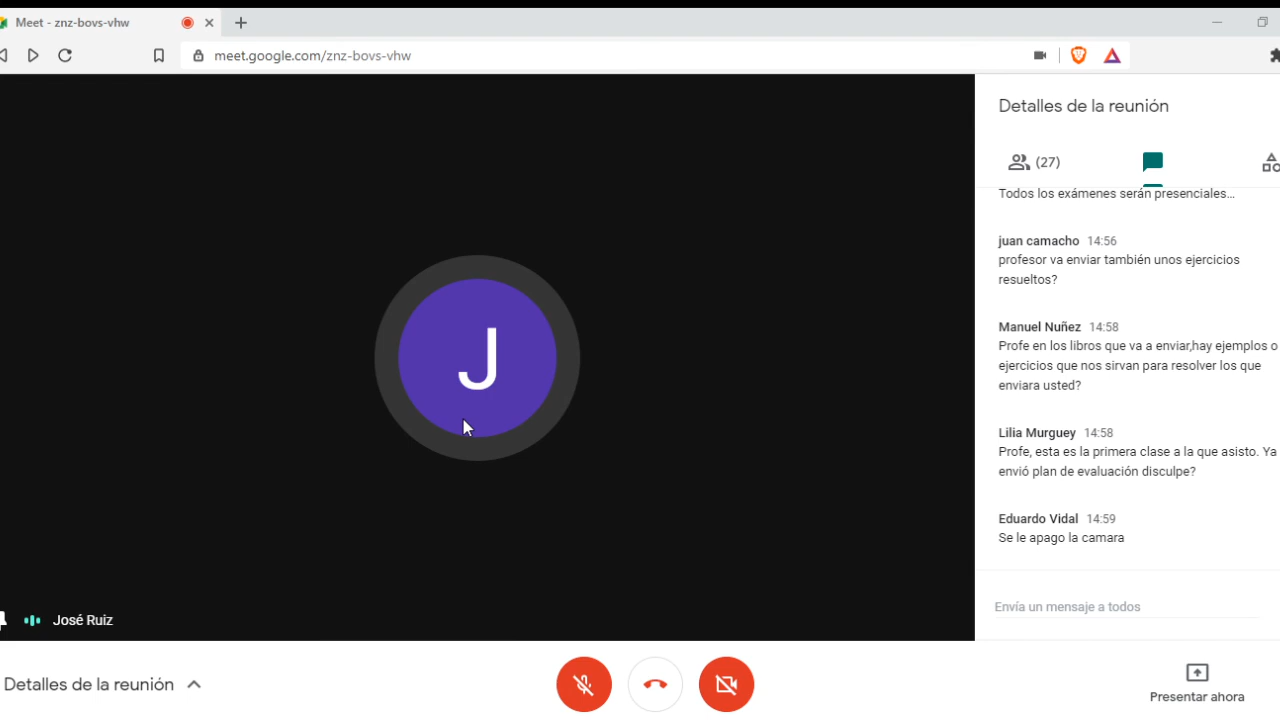 Meet - znz-bovs-vhw
meet.google.com/znz-bovs-vhw
Detalles de la reunión
(27)
Todos los exámenes serán presenciales...
juan camacho 14:56
profesor va enviar también unos ejercicios
resueltos?
Manuel Nuñez 14:58
Profe en los libros que va a enviar,hay ejemplos o
ejercicios que nos sirvan para resolver los que
enviara usted?
Lilia Murguey 14:58
Profe, esta es la primera clase a la que asisto. Ya
envió plan de evaluación disculpe?
Eduardo Vidal 14:59
Se le apago la camara
Envía un mensaje a todos
J
José Ruiz
Detalles de la reunión
Presentar ahora